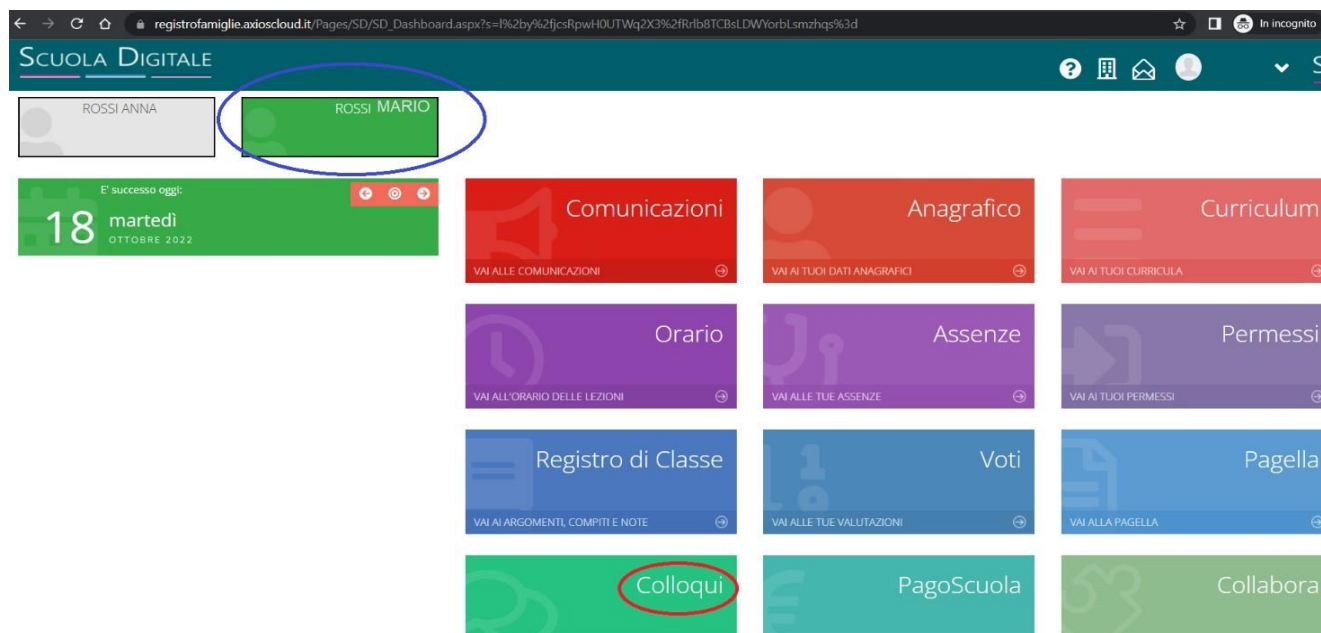 registrofamiglie.axioscloud.it/Pages/SD/SD_Dashboard.aspx?s=l%2by%2fjcsRpwH0UTWq2X3%2fRrlb8TCBsLDWYorbLsmzhqs%3d
In incognito
SCUOLA DIGITALE
ROSSI ANNA
ROSSI MARIO
E' successo oggi:
18 martedì
OTTOBRE 2022
Comunicazioni
VAI ALLE COMUNICAZIONI
Anagrafico
VAI AI TUOI DATI ANAGRAFICI
Curriculum
VAI AI TUOI CURRICULA
Orario
VAI ALL'ORARIO DELLE LEZIONI
Assenze
VAI ALLE TUE ASSENZE
Permessi
VAI AI TUOI PERMESSI
Registro di Classe
VAI AI ARGOMENTI, COMPITI E NOTE
Voti
VAI ALLE TUE VALUTAZIONI
Pagella
VAI ALLA PAGELLA
Colloqui
PagoScuola
Collabora